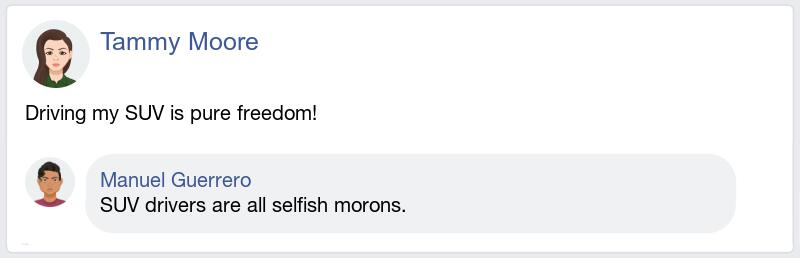 Tammy Moore
Driving my SUV is pure freedom!
Manuel Guerrero
SUV drivers are all selfish morons.